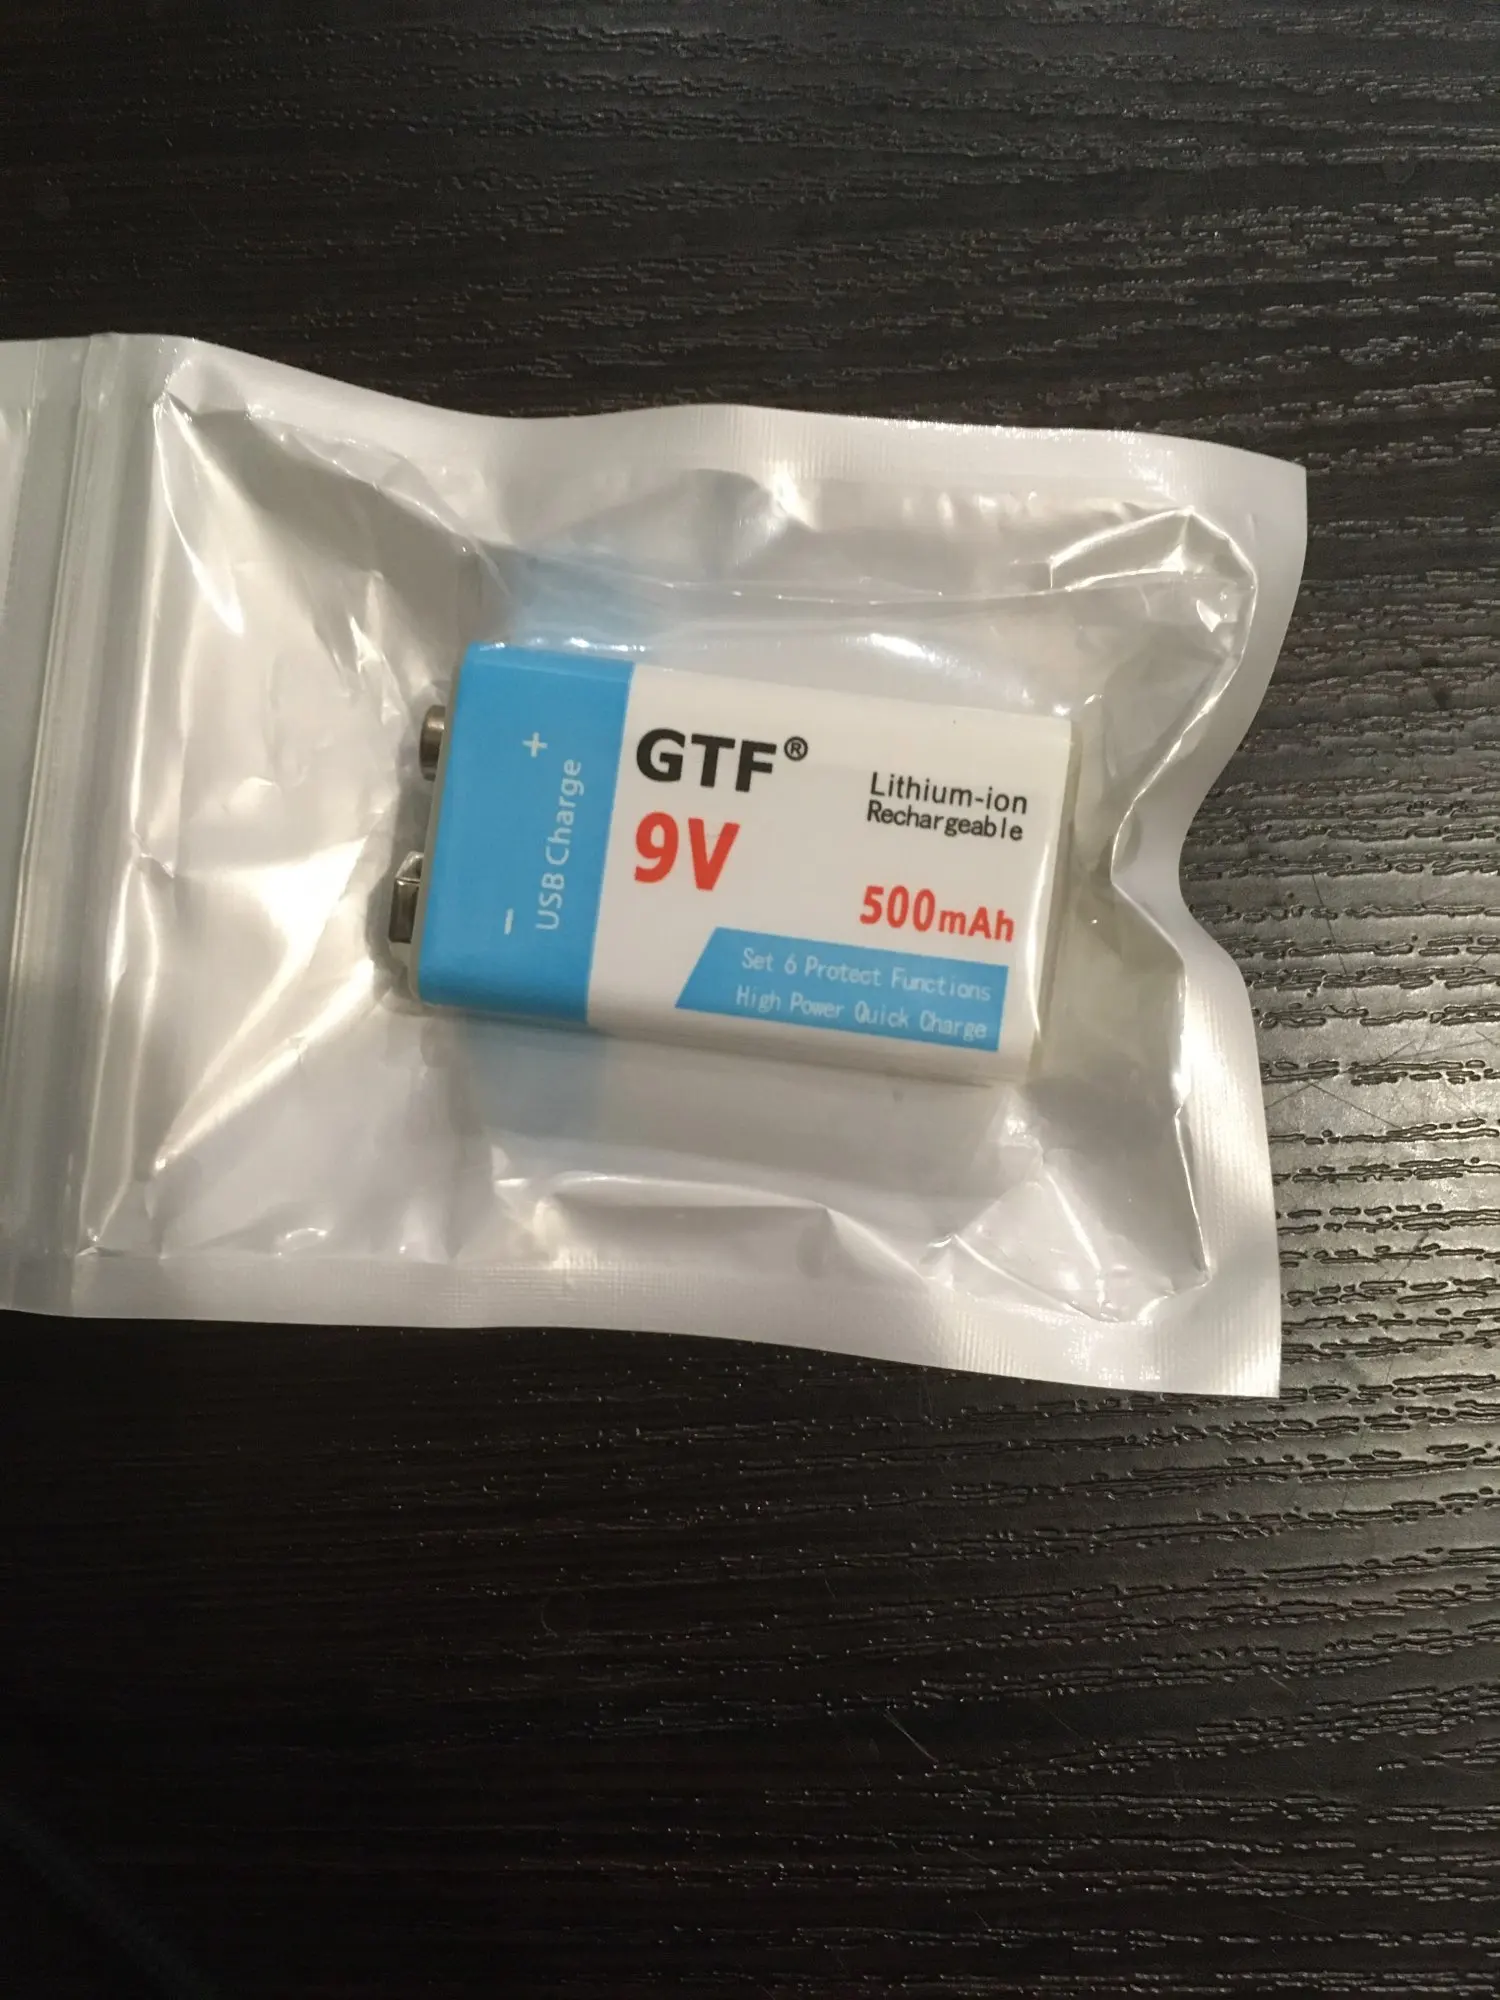 +
USB Charge
-
GTF®
9V
Lithium-ion
Rechargeable
500mAh
Set 6 Protect Functions
High Power Quick Charge